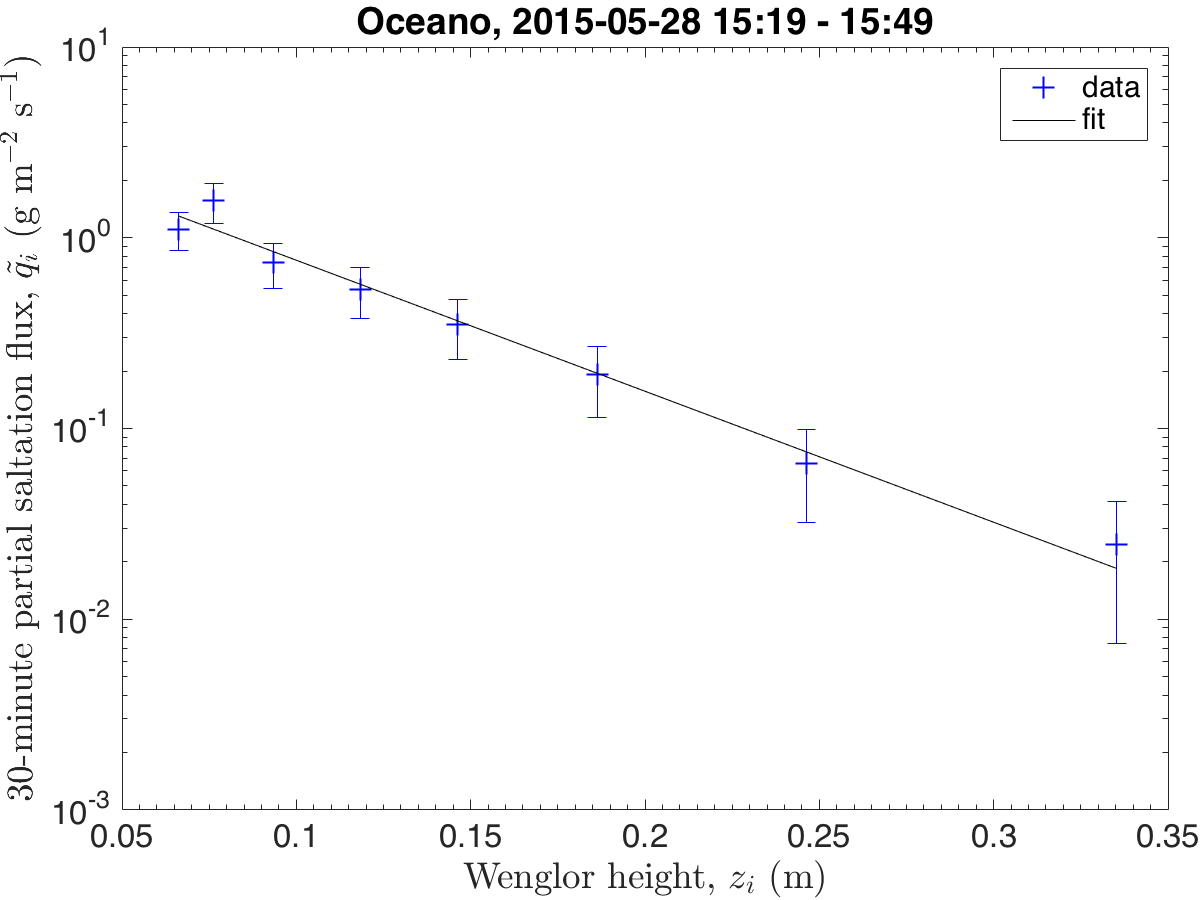 Oceano, 2015-05-28 15:19 - 15:49
10^1
10^0
10^-1
10^-2
10^-3
30-minute partial saltation flux, q̃_i (g m^−2 s^−1)
data
fit
0.05 0.1 0.15 0.2 0.25 0.3 0.35
Wenglor height, z_i (m)